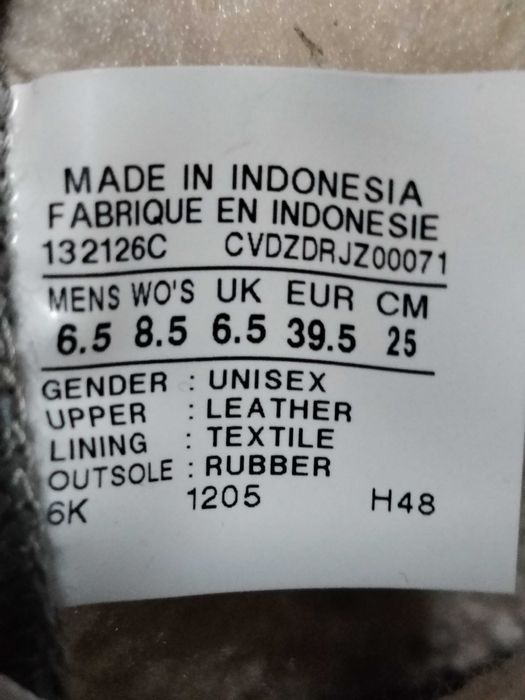 MADE IN INDONESIA
FABRIQUE EN INDONESIE
132126C CVDZDRJZ00071
MENS WO'S UK EUR CM
6.5 8.5 6.5 39.5 25
GENDER : UNISEX
UPPER : LEATHER
LINING : TEXTILE
OUTSOLE : RUBBER
6K 1205 H48